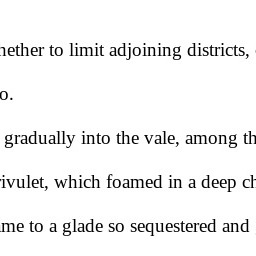 hether to limit adjoining districts,
o.
gradually into the vale, among th
ivulet, which foamed in a deep ch
me to a glade so sequestered and